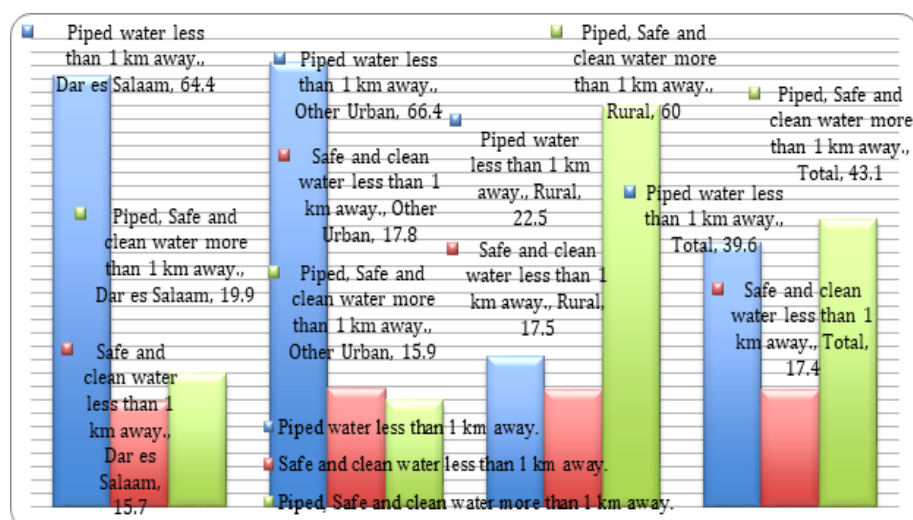 Piped water less
than 1 km away.,
Dar es Salaam, 64.4
Piped, Safe and
clean water more
than 1 km away.,
Dar es Salaam, 19.9
Safe and
clean water
less than 1
km away.,
Dar es
Salaam,
15.7
Piped water less
than 1 km away.,
Other Urban, 66.4
Safe and clean
water less than 1
km away., Other
Urban, 17.8
Piped, Safe and
clean water more
than 1 km away.,
Other Urban, 15.9
Piped water
less than 1 km
away., Rural,
22.5
Safe and clean
water less than 1
km away., Rural,
17.5
Piped, Safe and
clean water more
than 1 km away.,
Rural, 60
Piped water less
than 1 km away.,
Total, 39.6
Piped, Safe and
clean water more
than 1 km away.,
Total, 43.1
Safe and clean
water less than 1
km away., Total,
17.4
Piped water less than 1 km away.
Safe and clean water less than 1 km away.
Piped, Safe and clean water more than 1 km away.